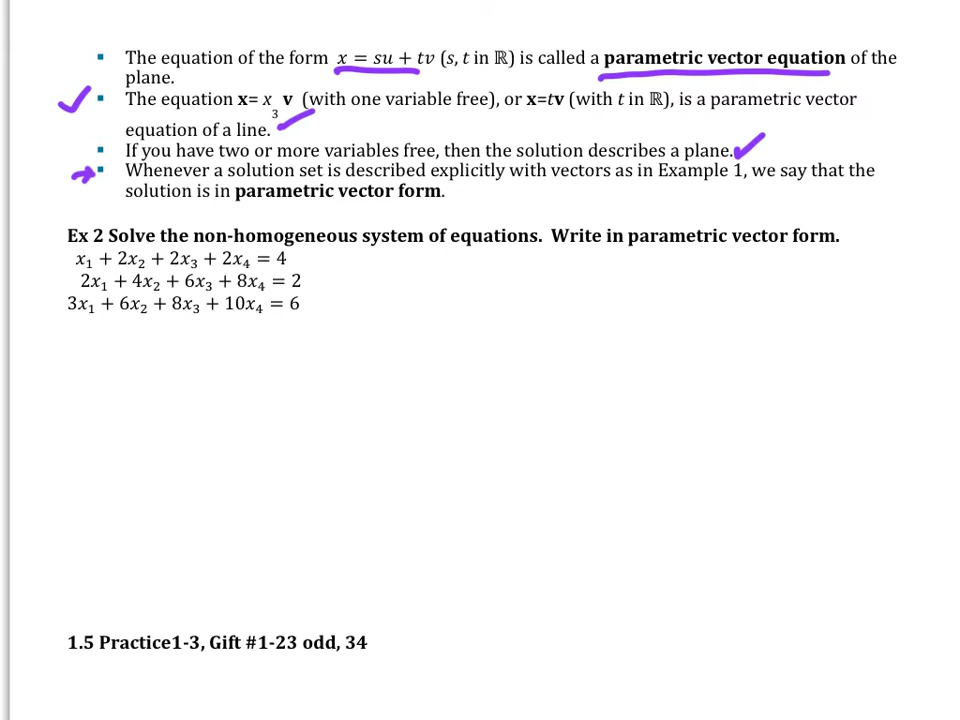 ▪ The equation of the form x = su + tv (s, t in ℝ) is called a parametric vector equation of the
plane.
▪ The equation x= x₃ v (with one variable free), or x=tv (with t in ℝ), is a parametric vector
equation of a line.
▪ If you have two or more variables free, then the solution describes a plane.
▪ Whenever a solution set is described explicitly with vectors as in Example 1, we say that the
solution is in parametric vector form.
Ex 2 Solve the non-homogeneous system of equations. Write in parametric vector form.
x₁ + 2x₂ + 2x₃ + 2x₄ = 4
2x₁ + 4x₂ + 6x₃ + 8x₄ = 2
3x₁ + 6x₂ + 8x₃ + 10x₄ = 6
1.5 Practice1-3, Gift #1-23 odd, 34